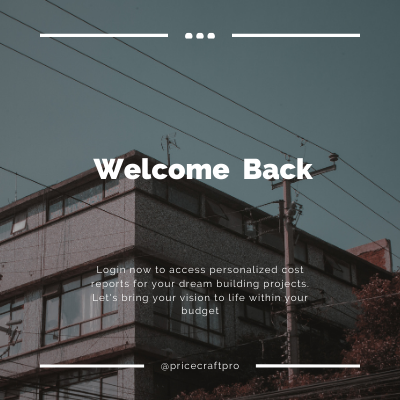 Welcome Back
Login now to access personalized cost
reports for your dream building projects.
Let's bring your vision to life within your
budget
@pricecraftpro